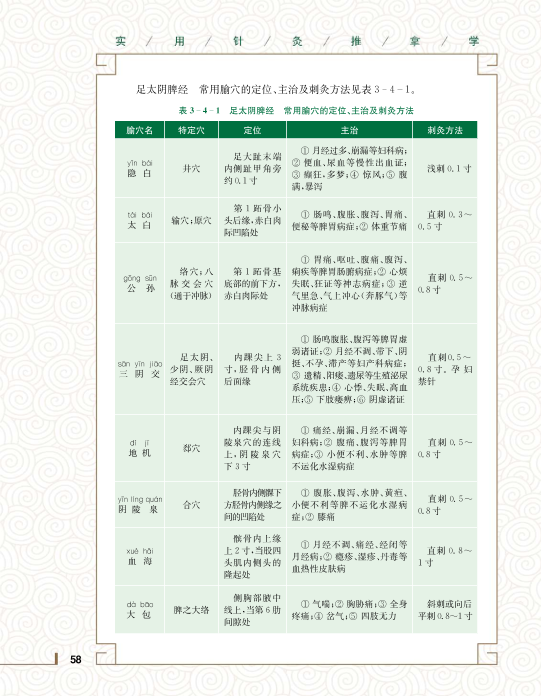 实 / 用 / 针 / 灸 / 推 / 拿 / 学
足太阴脾经 常用腧穴的定位、主治及刺灸方法见表 3-4-1。
表 3-4-1 足太阴脾经 常用腧穴的定位、主治及刺灸方法
腧穴名 特定穴 定位 主治 刺灸方法
yǐn bái
隐 白
井穴
足大趾末端
内侧趾甲角旁
约 0.1 寸
① 月经过多、崩漏等妇科病;
② 便血、尿血等慢性出血证;
③ 癫狂,多梦;④ 惊风;⑤ 腹
满,暴泻
浅刺 0.1 寸
tài bái
太 白
输穴;原穴
第 1 跖骨小
头后缘,赤白肉
际凹陷处
① 肠鸣、腹胀、腹泻、胃痛、
便秘等脾胃病症;② 体重节痛
直刺 0.3～
0.5 寸
gōng sūn
公 孙
络穴;八
脉交会穴
(通于冲脉)
第 1 跖骨基
底部的前下方,
赤白肉际处
① 胃痛、呕吐、腹痛、腹泻、
痢疾等脾胃肠腑病症;② 心烦
失眠、狂证等神志病症;③ 逆
气里急、气上冲心(奔豚气)等
冲脉病症
直刺 0.5～
0.8 寸
sān yīn jiāo
三 阴 交
足太阴、
少阴、厥阴
经交会穴
内踝尖上 3
寸,胫骨内侧
后面缘
① 肠鸣腹胀、腹泻等脾胃虚
弱诸证;② 月经不调、带下、阴
挺、不孕、滞产等妇产科病症;
③ 遗精、阳痿、遗尿等生殖泌尿
系统疾患;④ 心悸、失眠、高血
压;⑤ 下肢痿痹;⑥ 阴虚诸证
直刺0.5～
0.8 寸。孕妇
禁针
dì jī
地 机
郄穴
内踝尖与阴
陵泉穴的连线
上,阴陵泉穴
下 3 寸
① 痛经、崩漏、月经不调等
妇科病;② 腹痛、腹泻等脾胃
病症;③ 小便不利、水肿等脾
不运化水湿病症
直刺 0.5～
0.8 寸
yīn líng quán
阴 陵 泉
合穴
胫骨内侧髁下
方胫骨内侧缘之
间的凹陷处
① 腹胀、腹泻、水肿、黄疸、
小便不利等脾不运化水湿病
症;② 膝痛
直刺 0.5～
0.8 寸
xuè hǎi
血 海
髌骨内上缘
上 2 寸,当股四
头肌内侧头的
隆起处
① 月经不调、痛经、经闭等
月经病;② 瘾疹、湿疹、丹毒等
血热性皮肤病
直刺 0.8～
1 寸
dà bāo
大 包
脾之大络
侧胸部腋中
线上,当第 6 肋
间隙处
① 气喘;② 胸胁痛;③ 全身
疼痛;④ 岔气;⑤ 四肢无力
斜刺或向后
平刺 0.8～1 寸
58